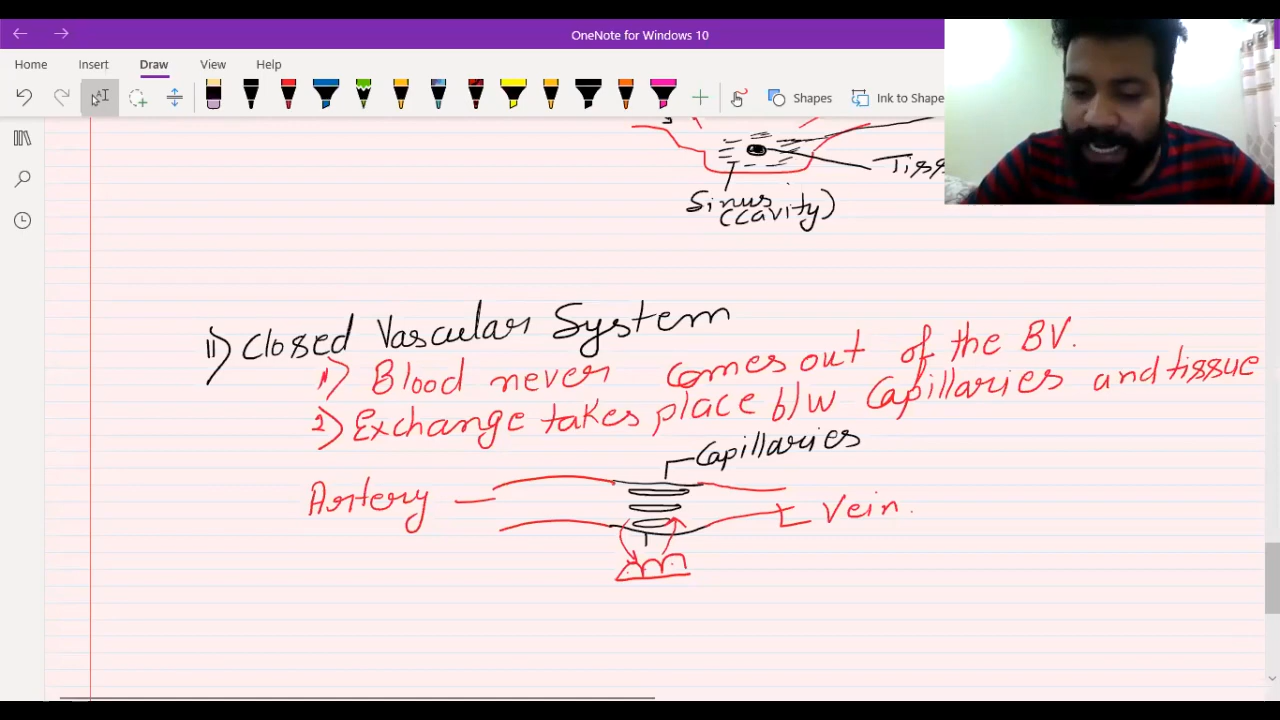 OneNote for Windows 10
Home Insert Draw View Help
Shapes Ink to Shape
Tiss
Sinus
(Cavity)
ii) Closed Vascular System
1) Blood never comes out of the BV.
2) Exchange takes place b/w Capillaries and tissue
Capillaries
Artery
Vein.